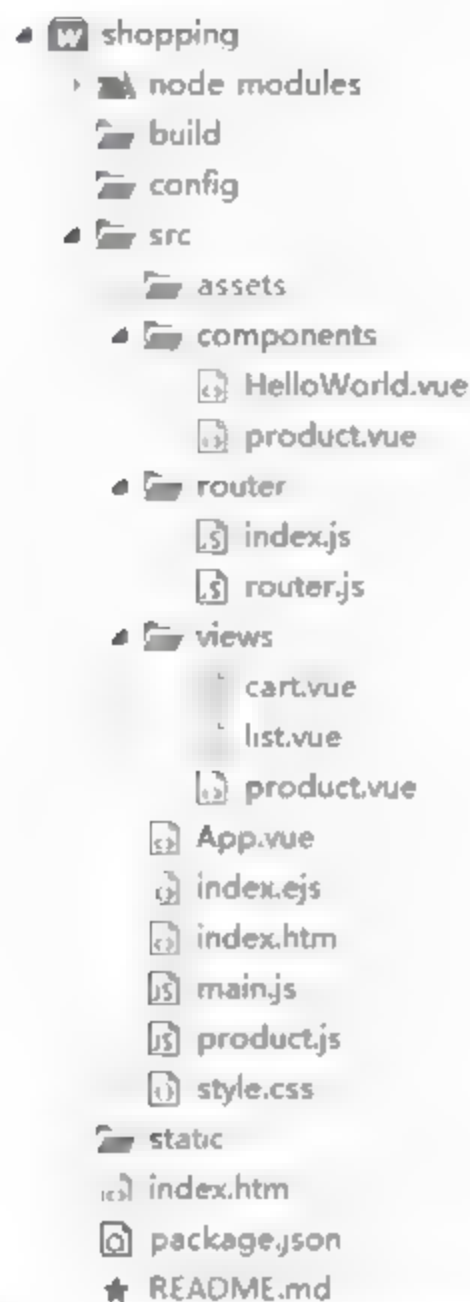 shopping
node modules
build
config
src
assets
components
HelloWorld.vue
product.vue
router
index.js
router.js
views
cart.vue
list.vue
product.vue
App.vue
index.ejs
index.htm
main.js
product.js
style.css
static
index.htm
package.json
README.md